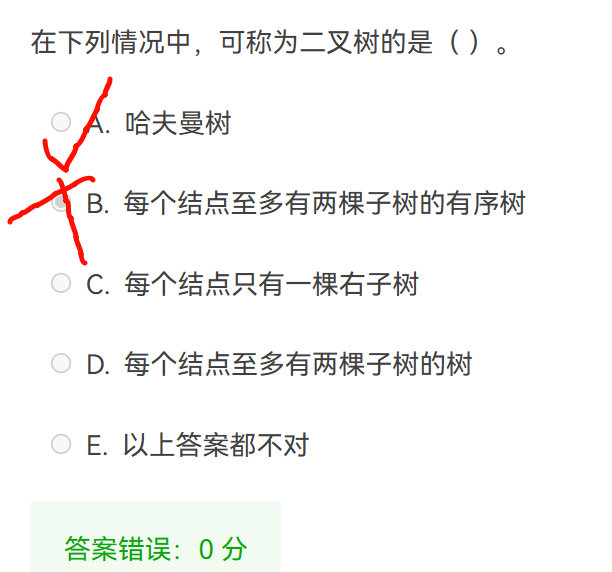 在下列情况中，可称为二叉树的是（ ）。
A. 哈夫曼树
B. 每个结点至多有两棵子树的有序树
C. 每个结点只有一棵右子树
D. 每个结点至多有两棵子树的树
E. 以上答案都不对
答案错误：0 分